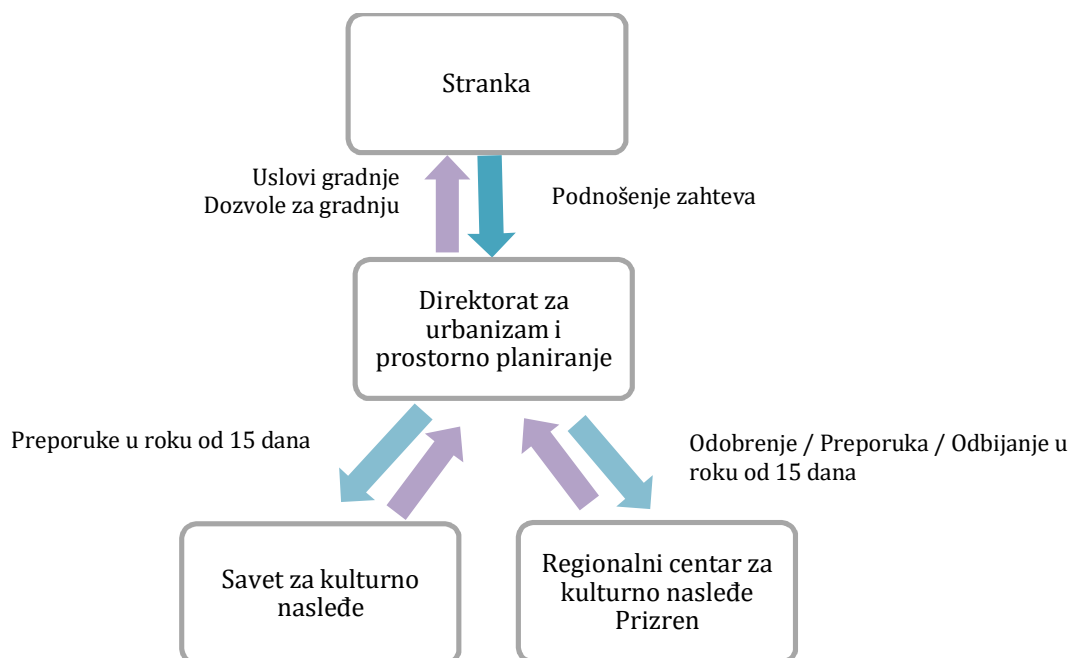 Stranka
Uslovi gradnje
Dozvole za gradnju
Podnošenje zahteva
Direktorat za
urbanizam i
prostorno planiranje
Preporuke u roku od 15 dana
Odobrenje / Preporuka / Odbijanje u
roku od 15 dana
Savet za kulturno
nasleđe
Regionalni centar za
kulturno nasleđe
Prizren